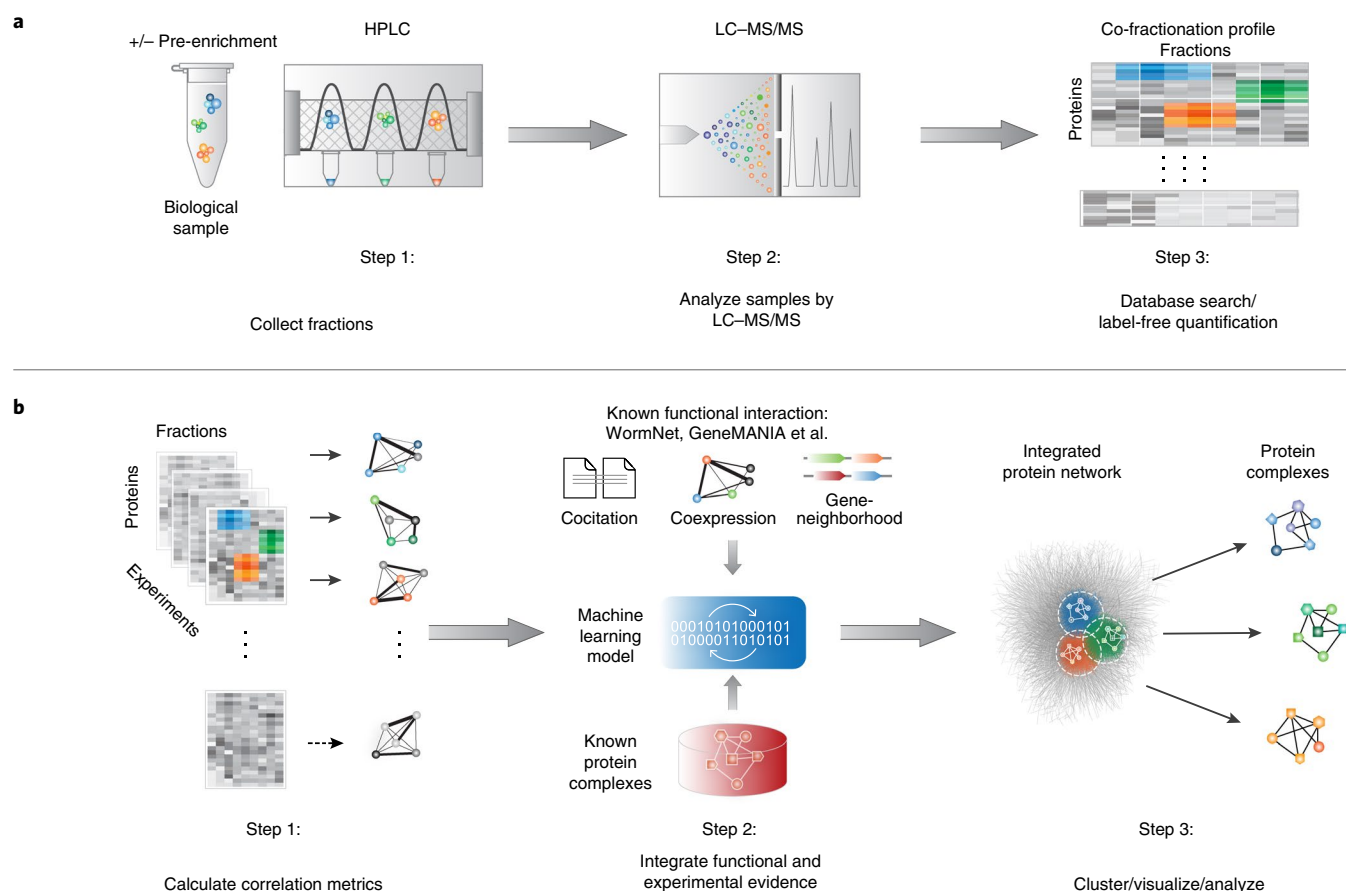 a
+/– Pre-enrichment
HPLC
LC–MS/MS
Co-fractionation profile
Fractions
Proteins
Biological
sample
Step 1:
Step 2:
Step 3:
Collect fractions
Analyze samples by
LC–MS/MS
Database search/
label-free quantification
b
Fractions
Proteins
Experiments
Known functional interaction:
WormNet, GeneMANIA et al.
Cocitation
Coexpression
Gene-
neighborhood
Machine
learning
model
00010101000101
01000011010101
Known
protein
complexes
Integrated
protein network
Protein
complexes
Step 1:
Step 2:
Step 3:
Calculate correlation metrics
Integrate functional and
experimental evidence
Cluster/visualize/analyze